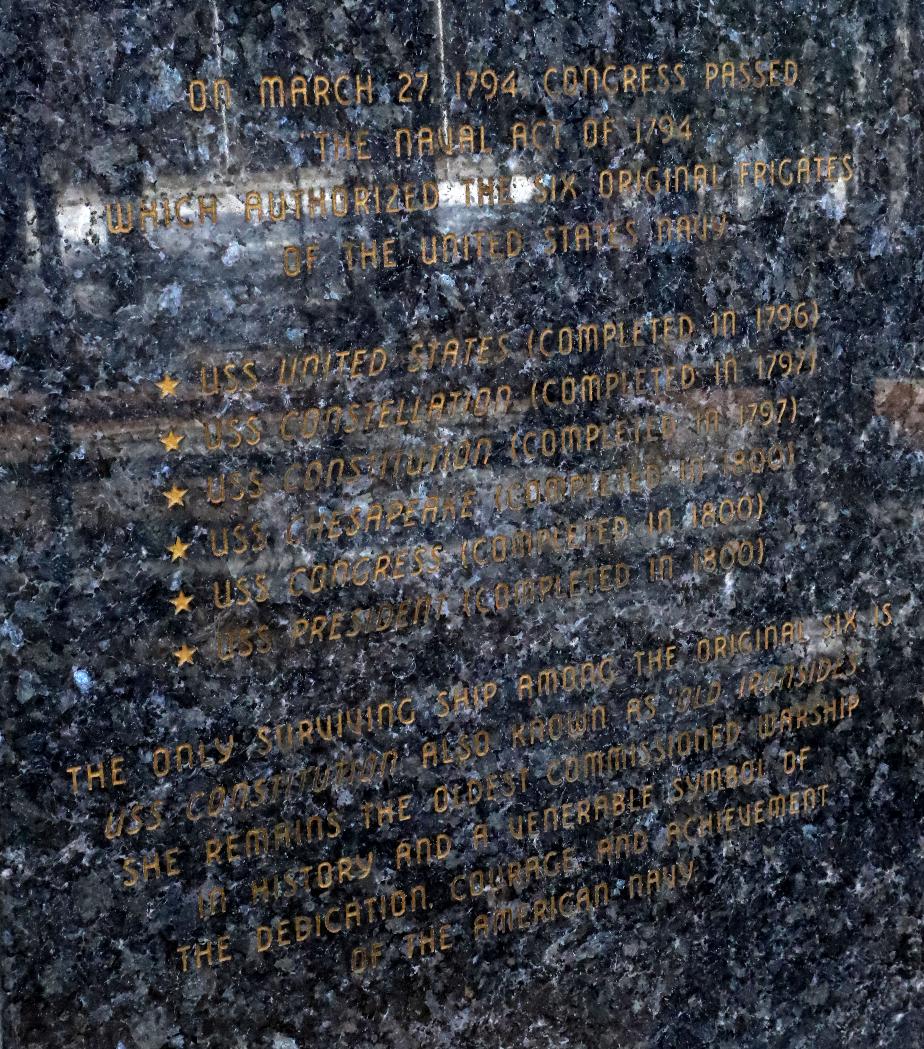 ON MARCH 27, 1794, CONGRESS PASSED
"THE NAVAL ACT OF 1794"
WHICH AUTHORIZED THE SIX ORIGINAL FRIGATES
OF THE UNITED STATES NAVY.
★ USS UNITED STATES (COMPLETED IN 1796)
★ USS CONSTELLATION (COMPLETED IN 1797)
★ USS CONSTITUTION (COMPLETED IN 1797)
★ USS CHESAPEAKE (COMPLETED IN 1800)
★ USS CONGRESS (COMPLETED IN 1800)
★ USS PRESIDENT (COMPLETED IN 1800)
THE ONLY SURVIVING SHIP AMONG THE ORIGINAL SIX IS
USS CONSTITUTION ALSO KNOWN AS "OLD IRONSIDES"
SHE REMAINS THE OLDEST COMMISSIONED WARSHIP
IN HISTORY AND A VENERABLE SYMBOL OF
THE DEDICATION, COURAGE, AND ACHIEVEMENT
OF THE AMERICAN NAVY.